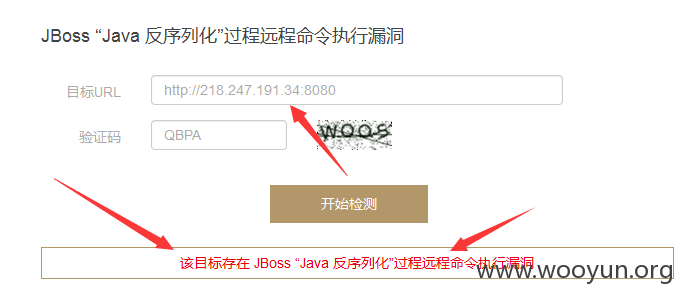 JBoss “Java 反序列化”过程远程命令执行漏洞
目标URL
http://218.247.191.34:8080
验证码
QBPA
WOOS
开始检测
该目标存在 JBoss “Java 反序列化”过程远程命令执行漏洞
www.wooyun.org